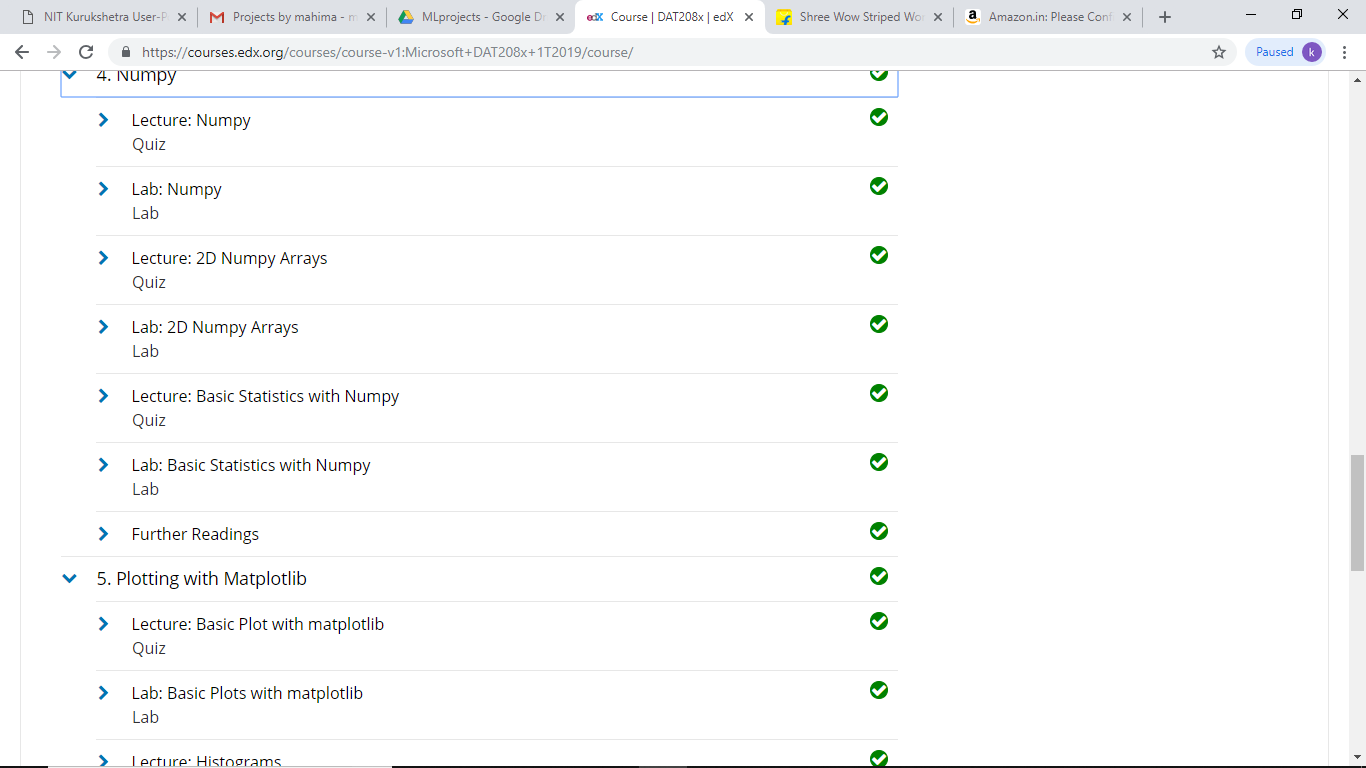 NIT Kurukshetra User-P
Projects by mahima - m
MLprojects - Google Dr
edX Course | DAT208x | edX
Shree Wow Striped Wo
a Amazon.in: Please Conf
https://courses.edx.org/courses/course-v1:Microsoft+DAT208x+1T2019/course/
Paused k
4. Numpy
Lecture: Numpy
Quiz
Lab: Numpy
Lab
Lecture: 2D Numpy Arrays
Quiz
Lab: 2D Numpy Arrays
Lab
Lecture: Basic Statistics with Numpy
Quiz
Lab: Basic Statistics with Numpy
Lab
Further Readings
5. Plotting with Matplotlib
Lecture: Basic Plot with matplotlib
Quiz
Lab: Basic Plots with matplotlib
Lab
Lecture: Histograms